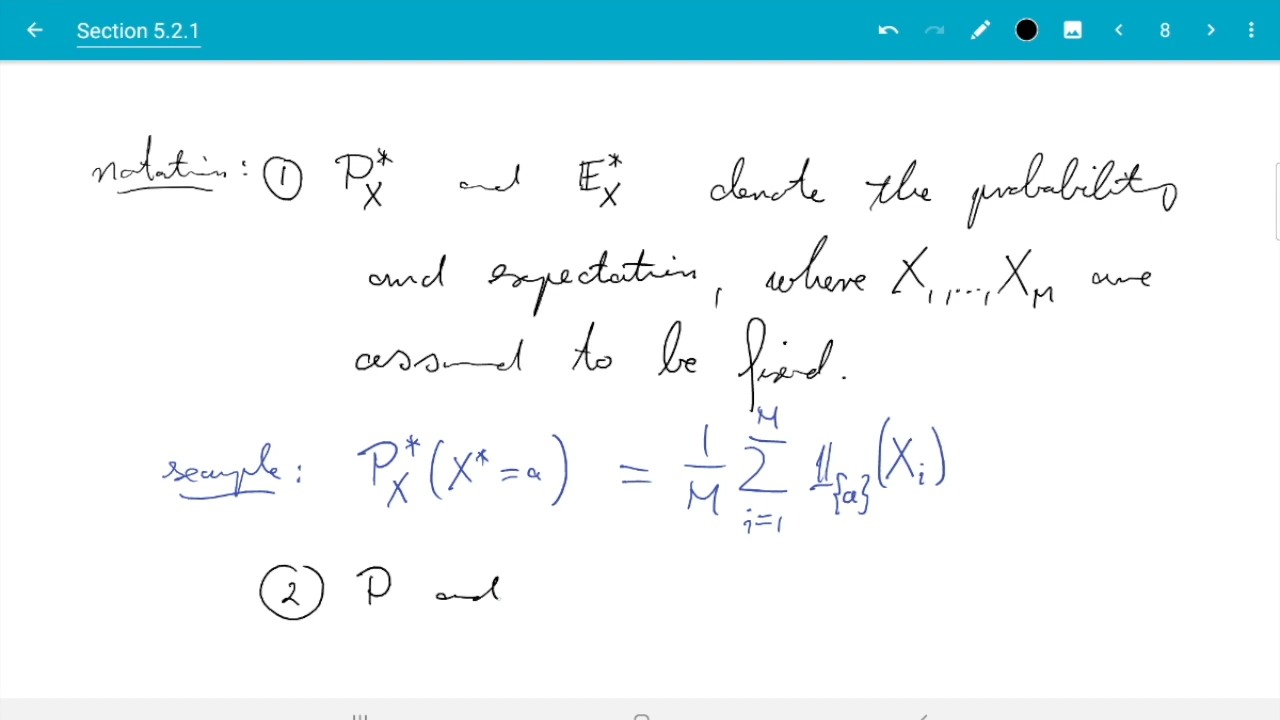 Section 5.2.1
8
notation: ① P*_X and E*_X denote the probability
and expectation, where X_1, ..., X_M are
assumed to be fixed.
example: P*_X(X* = a) = 1/M ∑_{i=1}^{M} 𝟙_{{a}}(X_i)
② P and